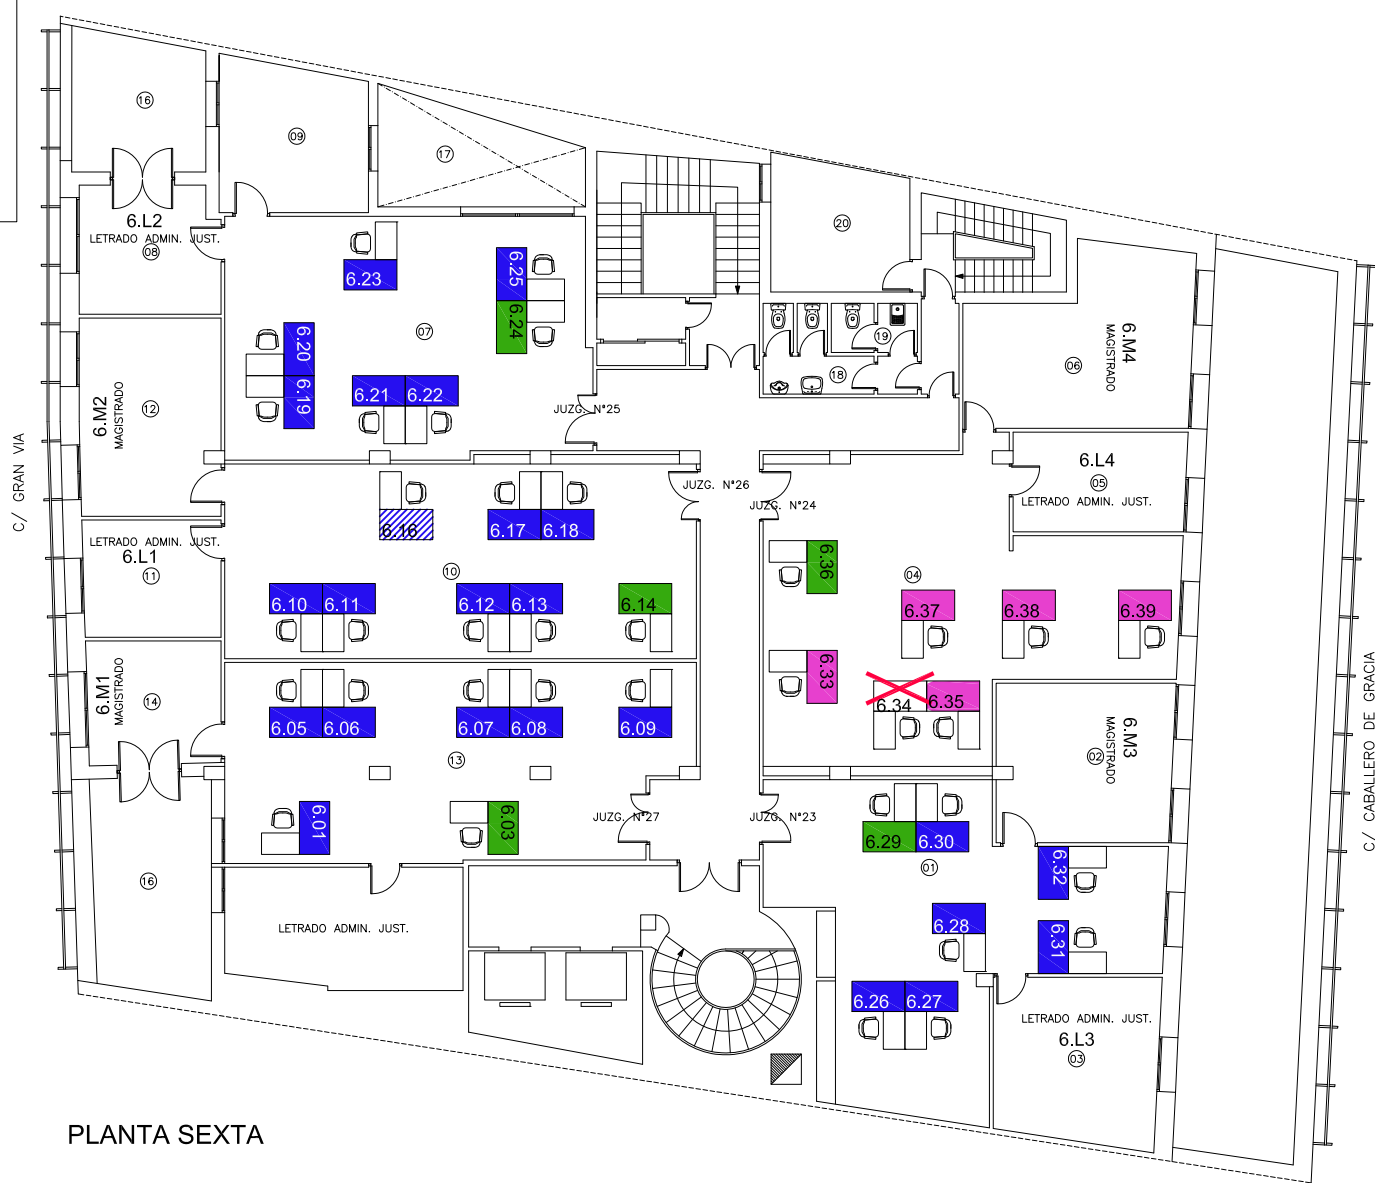 16
09
17
6.L2
LETRADO ADMIN. JUST.
08
20
6.23
6.25
6.24
07
6.20
6.19
6.21
6.22
JUZG. Nº25
19
18
6.M4
MAGISTRADO
06
6.M2
MAGISTRADO
12
C/ GRAN VIA
6.L4
05
LETRADO ADMIN. JUST.
JUZG. Nº26
JUZG. Nº24
6.16
6.17
6.18
LETRADO ADMIN. JUST.
6.L1
11
10
6.10
6.11
6.12
6.13
6.14
6.36
04
6.37
6.38
6.39
6.33
6.34
6.35
6.M1
MAGISTRADO
14
6.05
6.06
6.07
6.08
6.09
13
6.M3
MAGISTRADO
02
C/ CABALLERO DE GRACIA
6.01
6.03
JUZG. Nº27
JUZG. Nº23
6.29
6.30
01
6.32
6.31
16
LETRADO ADMIN. JUST.
6.28
6.26
6.27
LETRADO ADMIN. JUST.
6.L3
03
PLANTA SEXTA